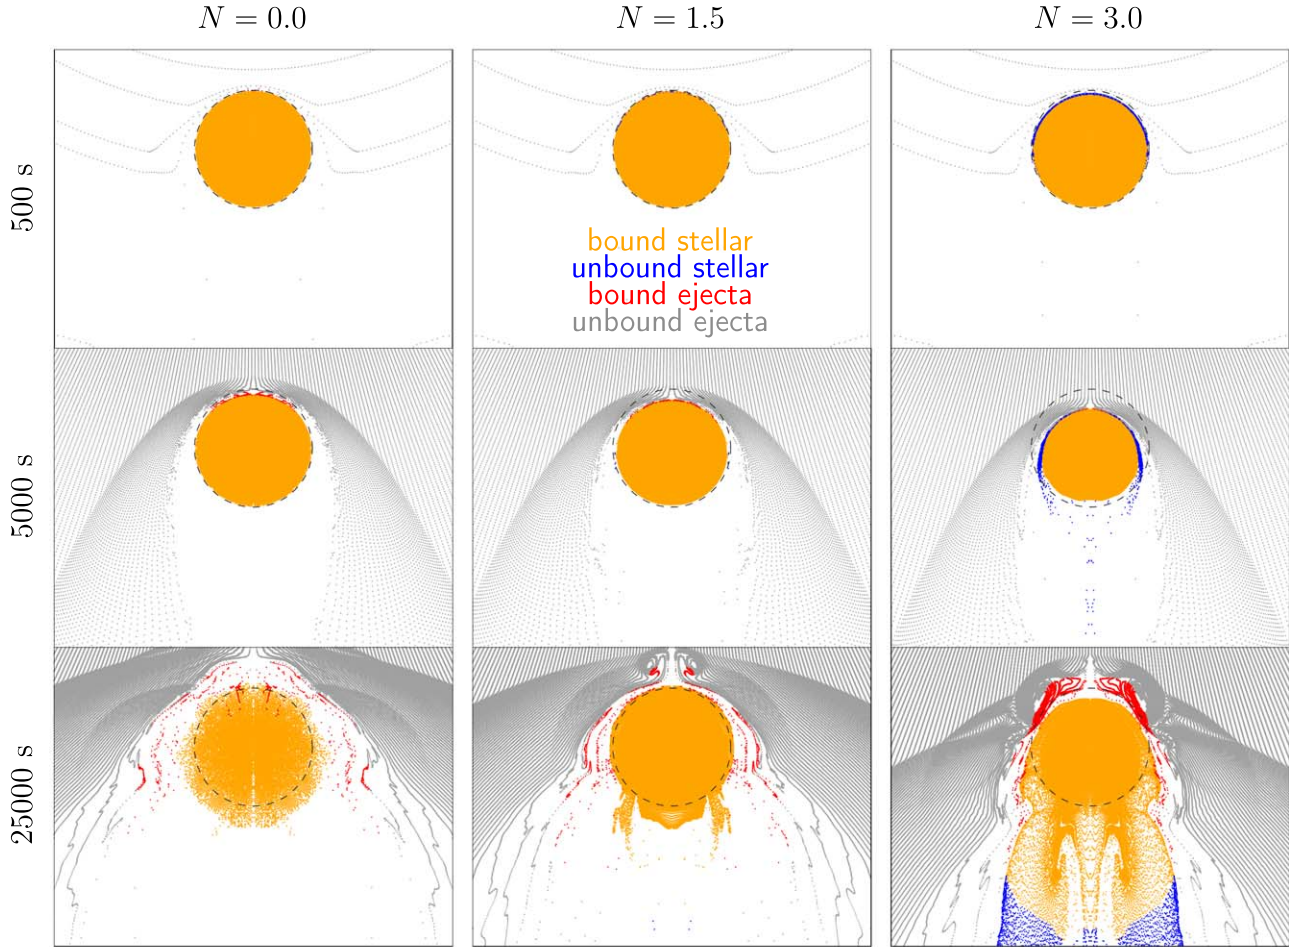 N = 0.0
N = 1.5
N = 3.0
500 s
bound stellar
unbound stellar
bound ejecta
unbound ejecta
5000 s
25000 s